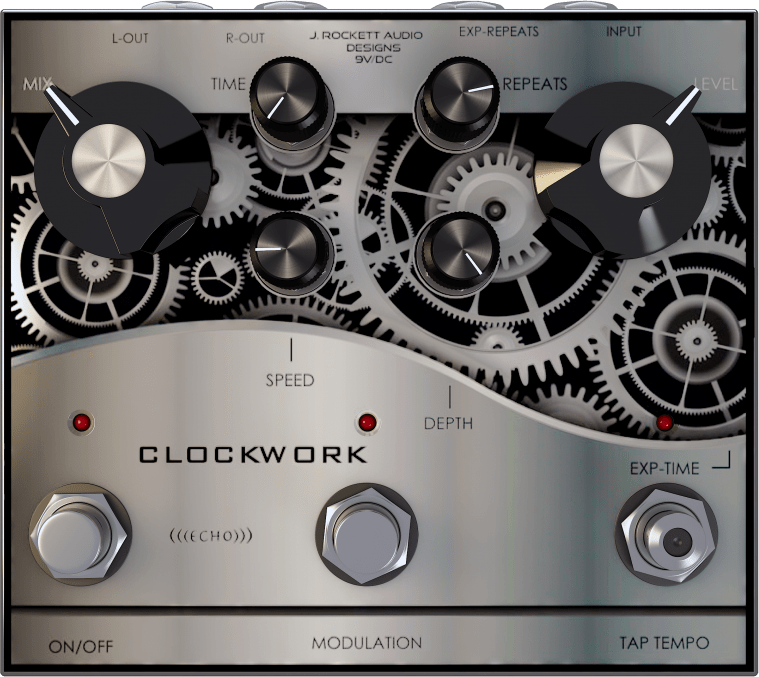 L-OUT
R-OUT
J. ROCKETT AUDIO
DESIGNS
9V/DC
EXP-REPEATS
INPUT
MIX
TIME
REPEATS
LEVEL
SPEED
DEPTH
CLOCKWORK
EXP-TIME
(((ECHO)))
ON/OFF
MODULATION
TAP TEMPO